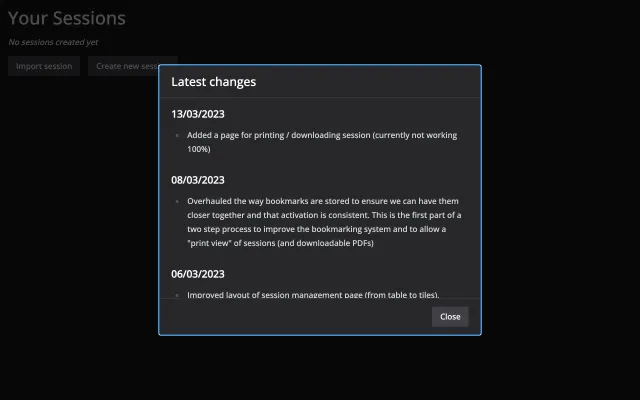 Your Sessions
No sessions created yet
Import session
Create new sess
Latest changes
13/03/2023
Added a page for printing / downloading session (currently not working
100%)
08/03/2023
Overhauled the way bookmarks are stored to ensure we can have them
closer together and that activation is consistent. This is the first part of a
two step process to improve the bookmarking system and to allow a
"print view" of sessions (and downloadable PDFs)
06/03/2023
Improved layout of session management page (from table to tiles).
Close